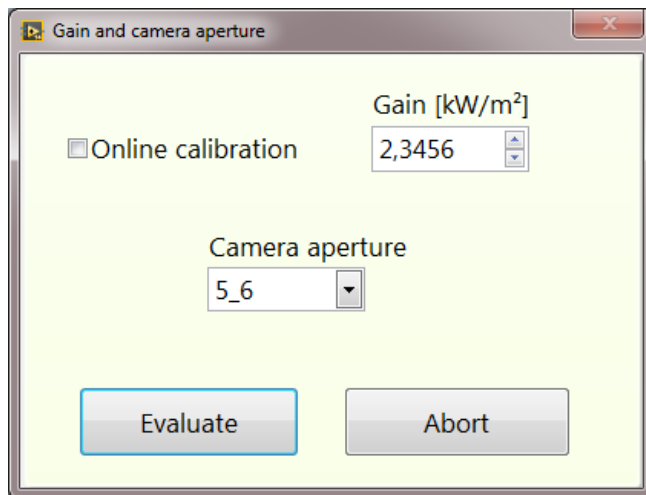 Gain and camera aperture
Gain [kW/m²]
Online calibration
2,3456
Camera aperture
5_6
Evaluate
Abort